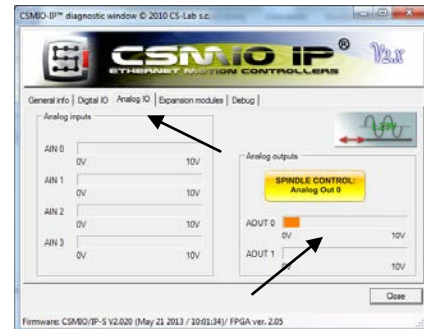 CSMIO-IP™ diagnostic window © 2010 CS-Lab s.c.
CSMIO IP® V2.x
ETHERNET MOTION CONTROLLERS
General info | Digital IO | Analog IO | Expansion modules | Debug
Analog inputs
AIN 0
0V 10V
AIN 1
0V 10V
AIN 2
0V 10V
AIN 3
0V 10V
Analog outputs
SPINDLE CONTROL:
Analog Out 0
AOUT 0
0V 10V
AOUT 1
0V 10V
Close
Firmware: CSMIO/IP-S V2.020 (May 21 2013 / 10:01:34)/ FPGA ver. 2.05